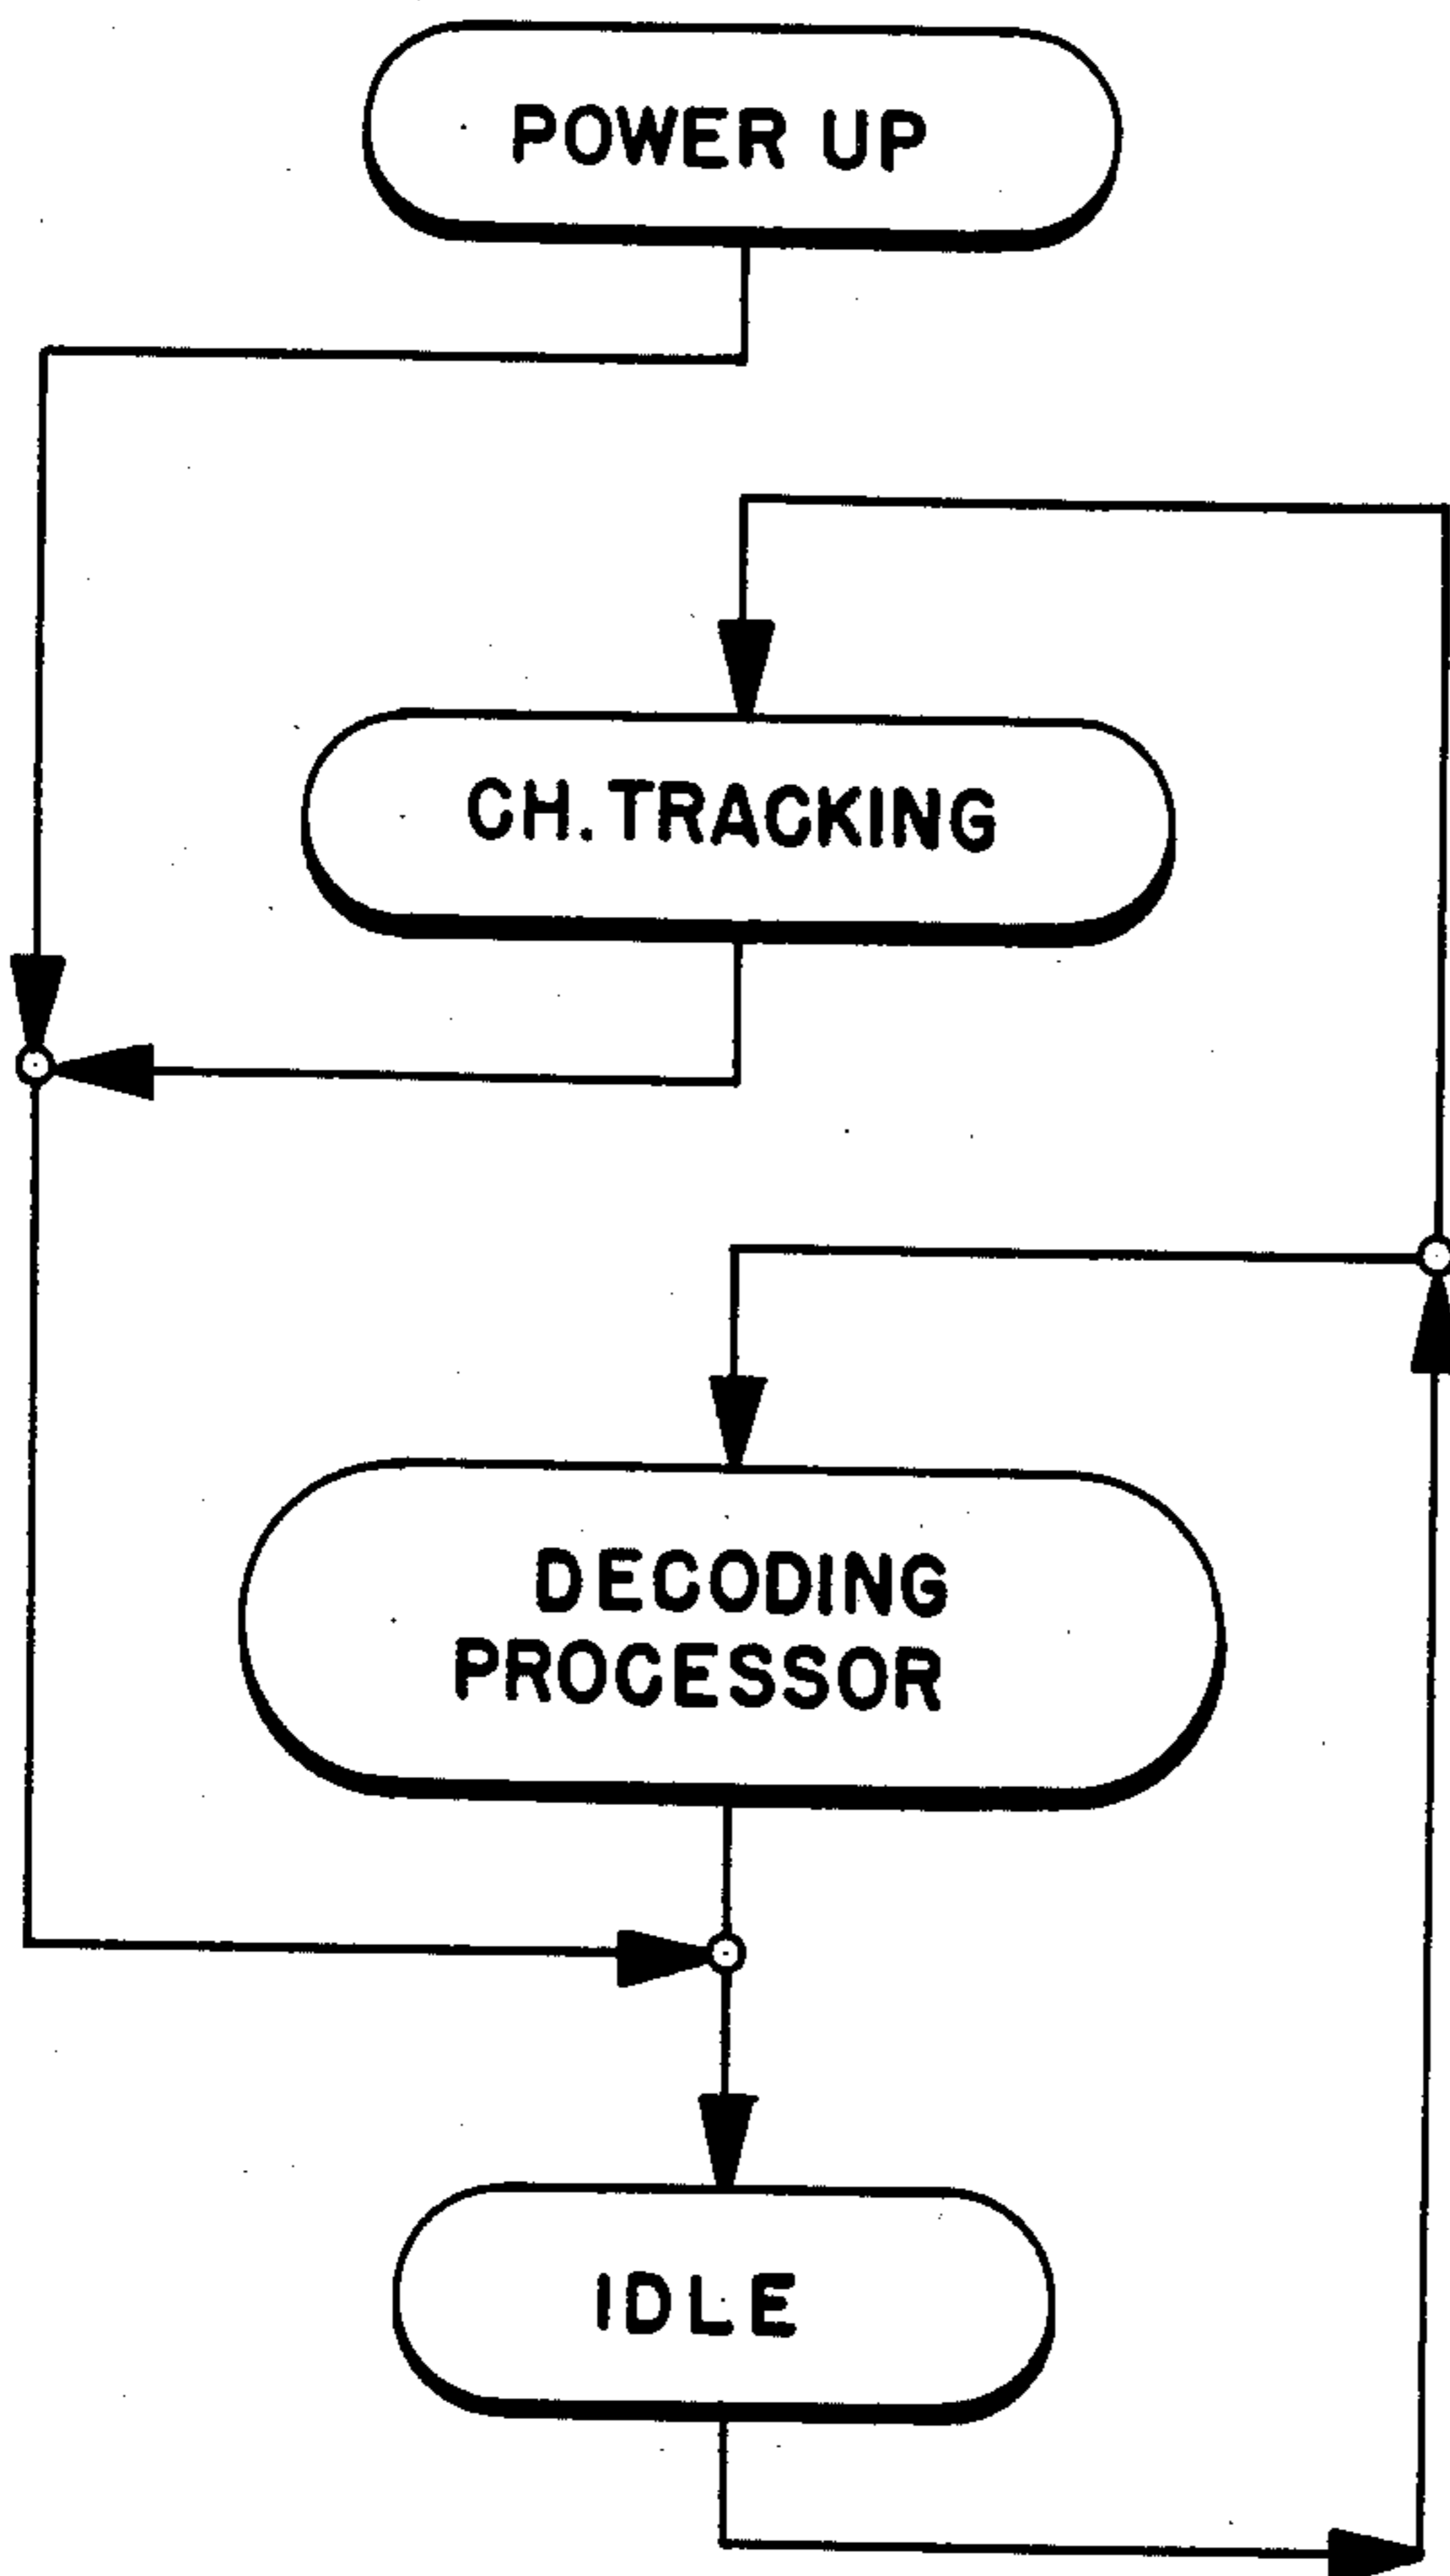 POWER UP
CH. TRACKING
DECODING
PROCESSOR
IDLE